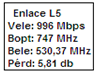 Enlace L5
Vele: 996 Mbps
Bopt: 747 MHz
Bele: 530,37 MHz
Pérd: 5,81 db